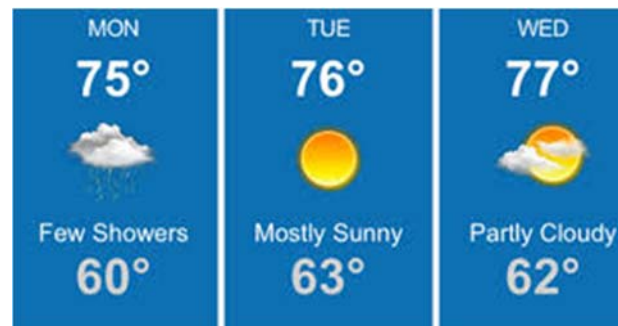 MON
75°
Few Showers
60°
TUE
76°
Mostly Sunny
63°
WED
77°
Partly Cloudy
62°